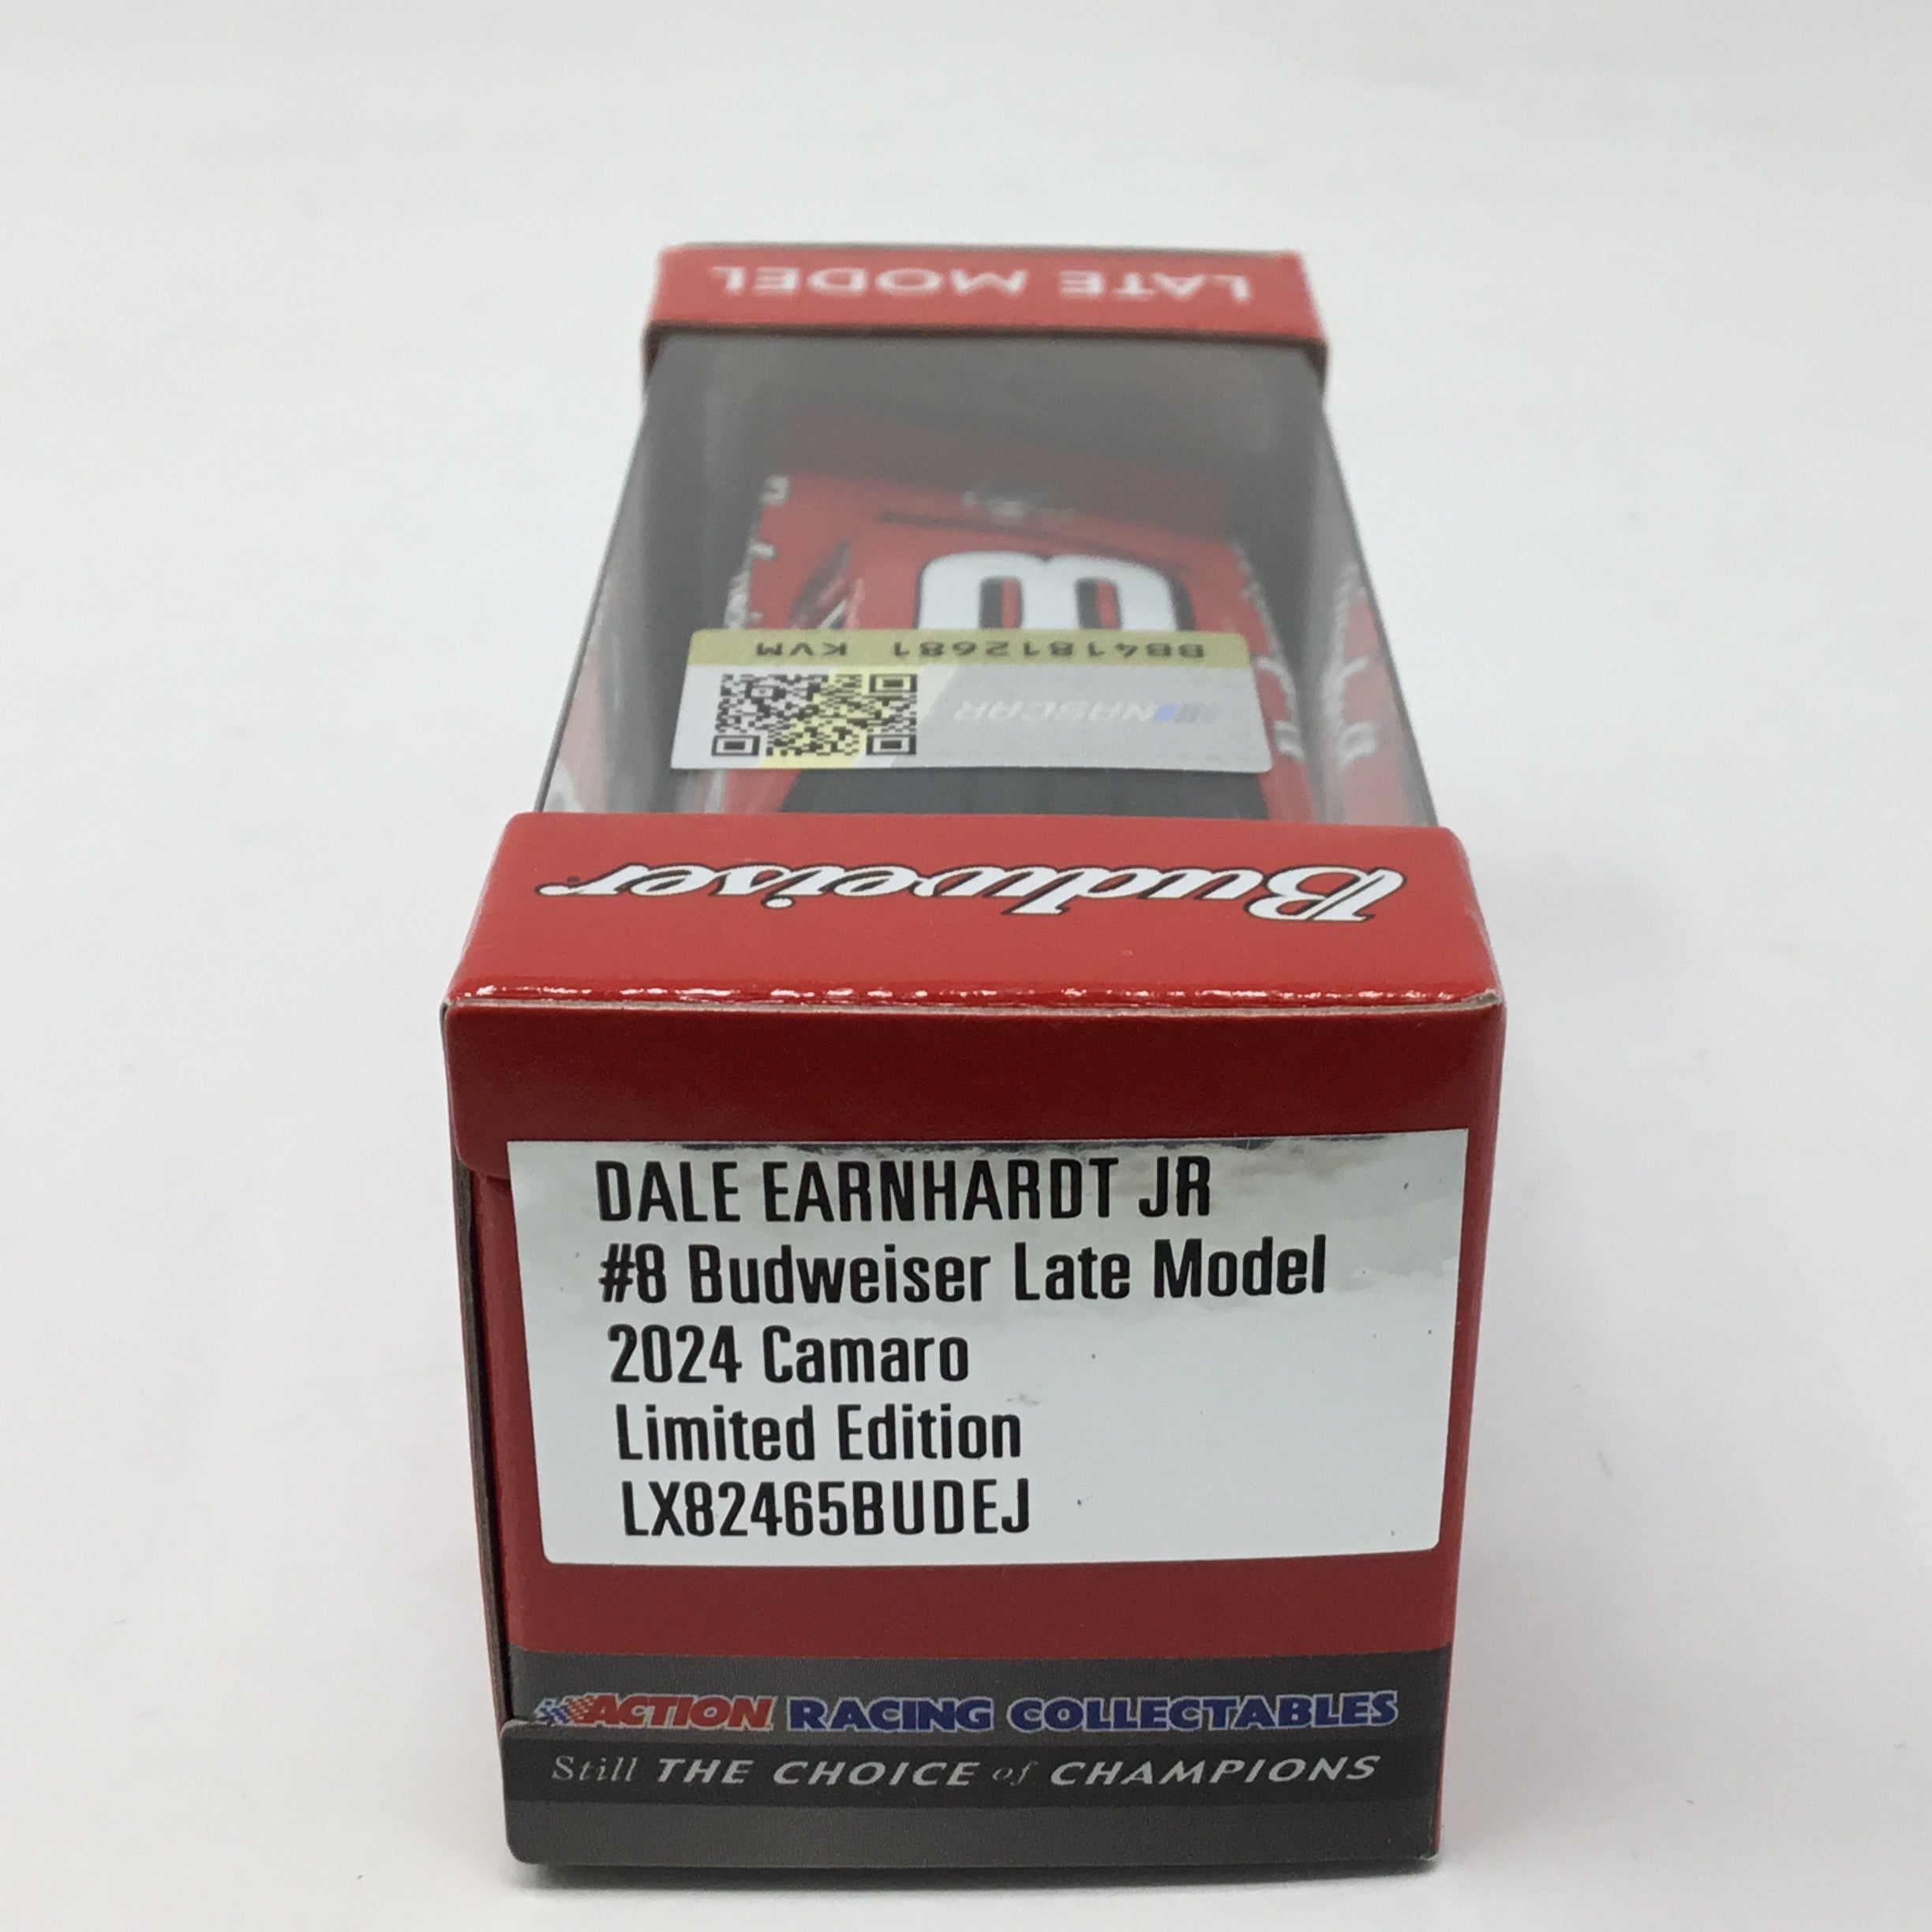 LATE MODEL
8
BB41812681 KVM
NASCAR
Budweiser
DALE EARNHARDT JR
#8 Budweiser Late Model
2024 Camaro
Limited Edition
LX82465BUDEJ
ACTION RACING COLLECTABLES
Still THE CHOICE of CHAMPIONS